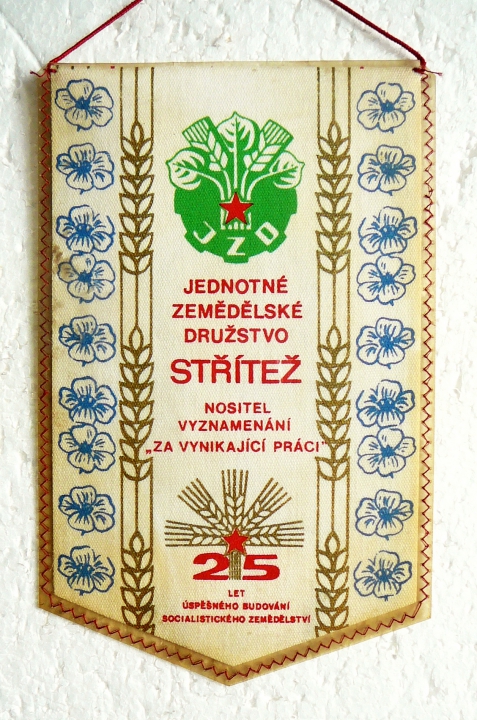 JZD
JEDNOTNÉ
ZEMĚDĚLSKÉ
DRUŽSTVO
STŘÍTEŽ
NOSITEL
VYZNAMENÁNÍ
„ZA VYNIKAJÍCÍ PRÁCI"
25
LET
ÚSPĚŠNÉHO BUDOVÁNÍ
SOCIALISTICKÉHO ZEMĚDĚLSTVÍ